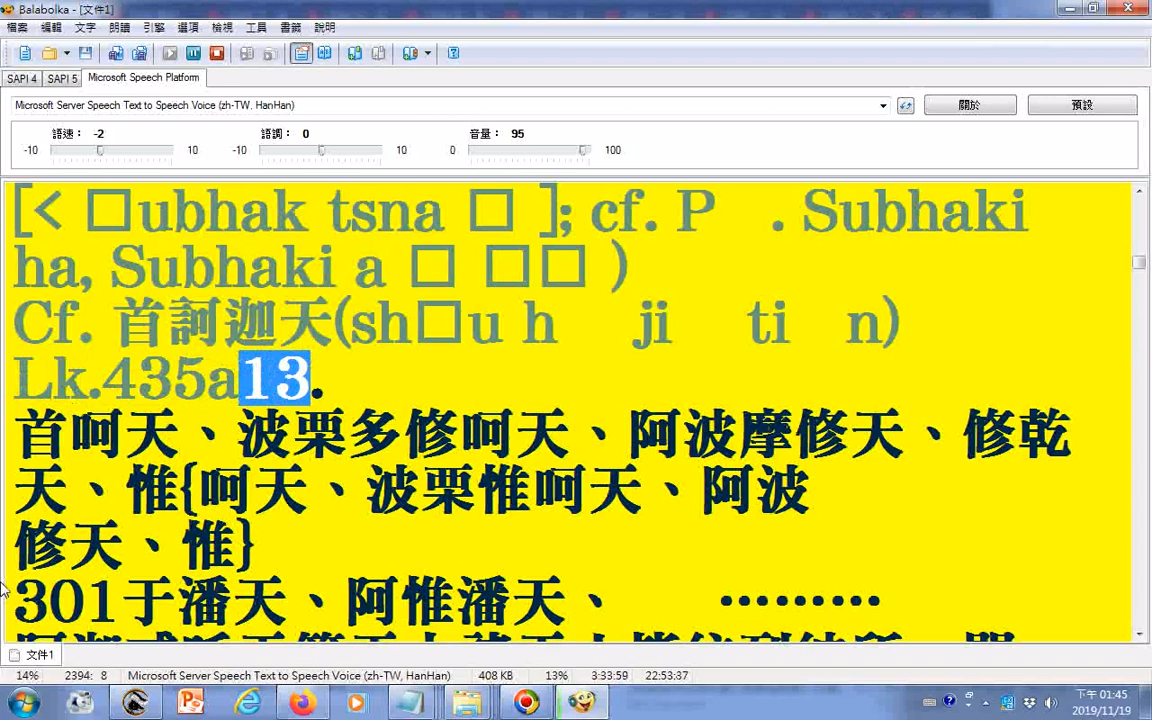 Balabolka - [文件1]
檔案 編輯 文字 朗讀 引擎 選項 檢視 工具 書籤 說明
SAPI 4 SAPI 5 Microsoft Speech Platform
Microsoft Server Speech Text to Speech Voice (zh-TW, HanHan) 關於 預設
語速: -2 語調: 0 音量: 95
-10 10 -10 10 0 100
[< □ubhak tsna □ ]; cf. P . Subhaki
ha, Subhaki a □ □□ )
Cf. 首訶迦天(sh□u h ji ti n)
Lk.435a13.
首呵天、波栗多修呵天、阿波摩修天、修乾
天、惟{呵天、波栗惟呵天、阿波
修天、惟}
301于潘天、阿惟潘天、 ………
文件1
14% 2394: 8 Microsoft Server Speech Text to Speech Voice (zh-TW, HanHan) 408 KB 13% 3:33:59 22:53:37
下午 01:45
2019/11/19